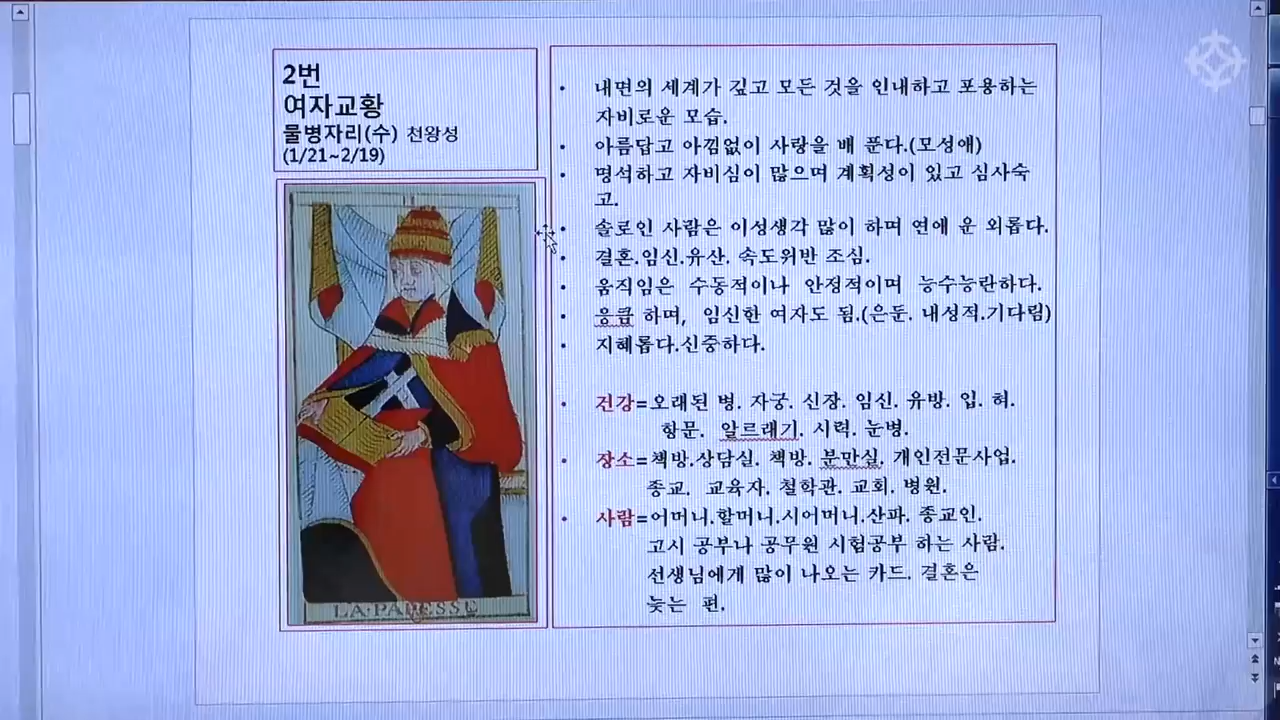 2번
여자교황
물병자리(수) 천왕성
(1/21~2/19)
II
LA·PAPESSE
• 내면의 세계가 깊고 모든 것을 인내하고 포용하는
자비로운 모습.
• 아름답고 아낌없이 사랑을 배 푼다.(모성애)
• 명석하고 자비심이 많으며 계획성이 있고 심사숙
고.
• 솔로인 사람은 이성생각 많이 하며 연애 운 외롭다.
• 결혼.임신.유산. 속도위반 조심.
• 움직임은 수동적이나 안정적이며 능수능란하다.
• 응큼 하며, 임신한 여자도 됨.(은둔. 내성적.기다림)
• 지혜롭다.신중하다.
• 건강=오래된 병. 자궁. 신장. 임신. 유방. 입. 혀.
항문. 알르래기. 시력. 눈병.
• 장소=책방.상담실. 책방. 분만실. 개인전문사업.
종교. 교육자. 철학관. 교회. 병원.
• 사람=어머니.할머니.시어머니.산파. 종교인.
고시 공부나 공무원 시험공부 하는 사람.
선생님에게 많이 나오는 카드. 결혼은
늦는 편.